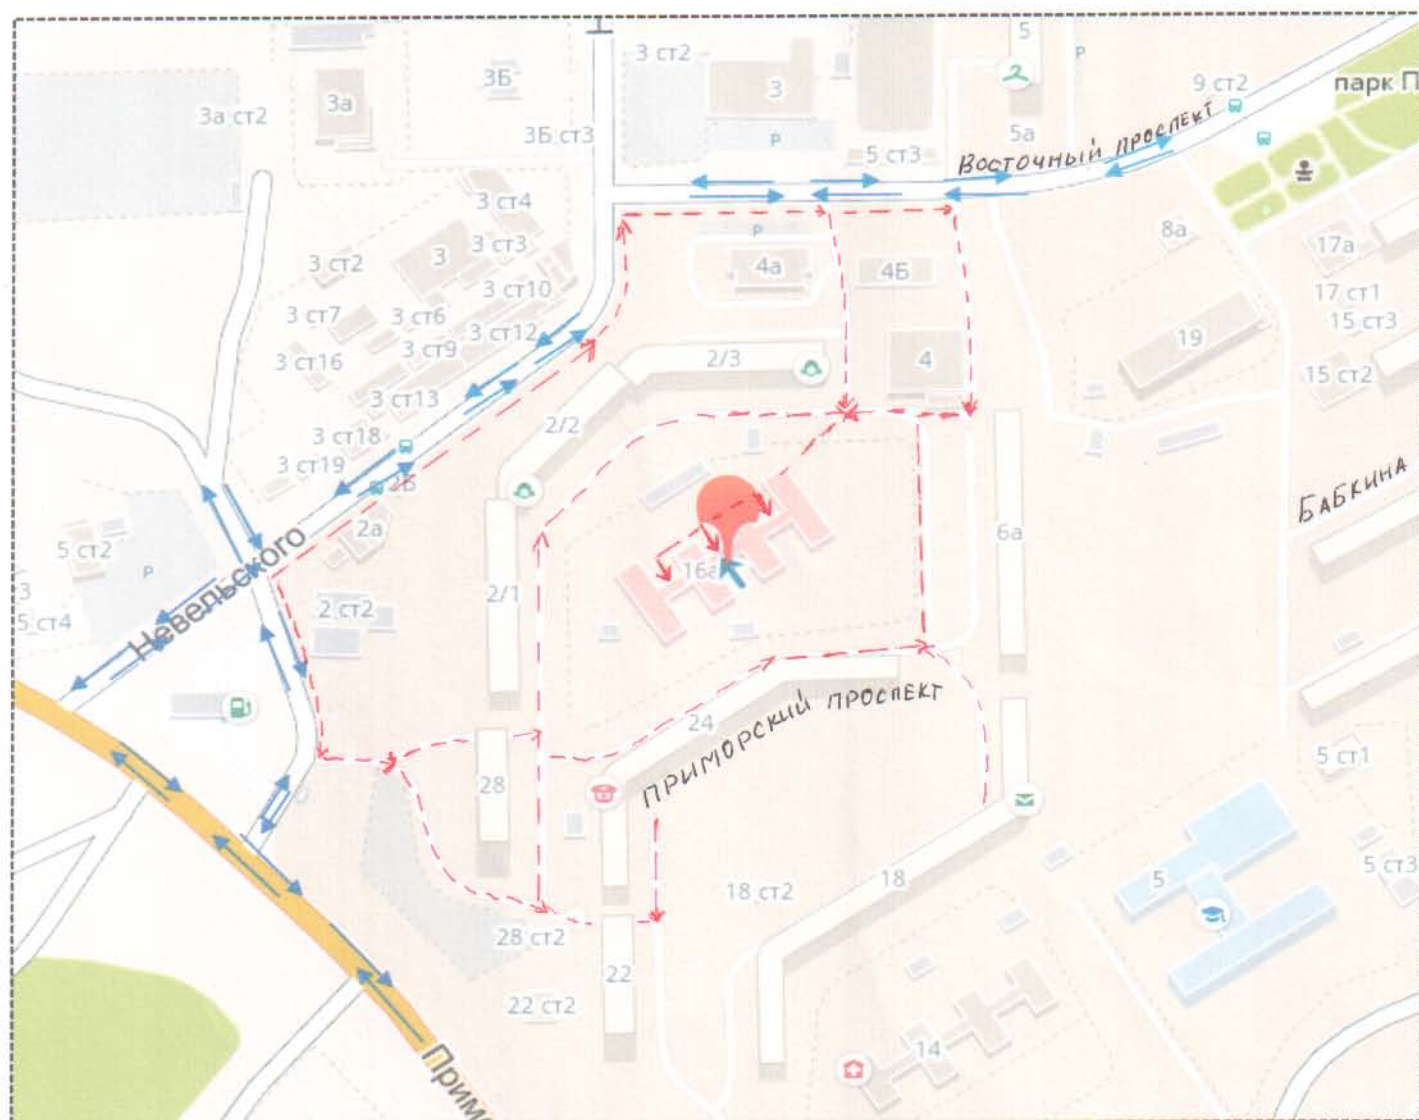 5
3 ст2
3Б
3
Р
9 ст2
парк П
3а
3а ст2
3Б ст3
Р
5а
5 ст3
ВОСТОЧНЫЙ ПРОСПЕКТ
3 ст4
3 ст3
3 ст2
3
Р
8а
17а
4а
4Б
3 ст10
17 ст1
3 ст7
3 ст6
3 ст12
15 ст3
3 ст9
19
3 ст16
2/3
4
15 ст2
3 ст13
3 ст18
2/2
3 ст19
2Б
БАБКИНА
2а
6а
5 ст2
Р
16а
3
2/1
5 ст4
Невельского
2 ст2
24
ПРИМОРСКИЙ ПРОСПЕКТ
5 ст1
28
5 ст3
18 ст2
18
5
28 ст2
22
22 ст2
14
Прим